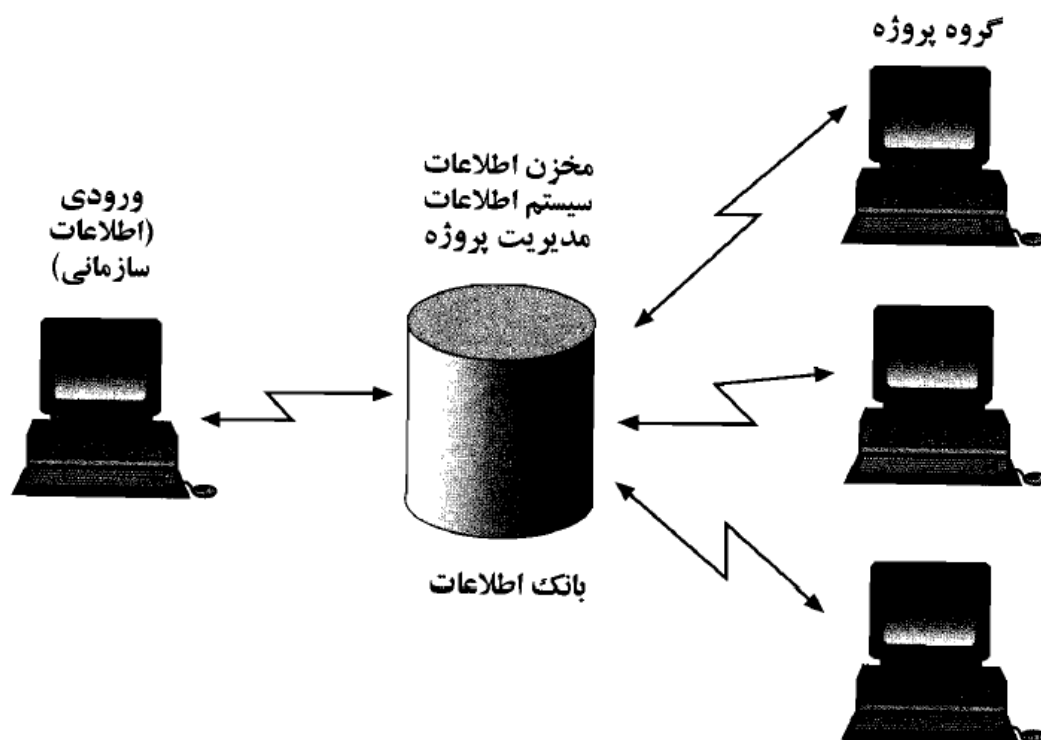 گروه پروژه
مخزن اطلاعات
سیستم اطلاعات
مدیریت پروژه
ورودی
(اطلاعات
سازمانی)
بانک اطلاعات